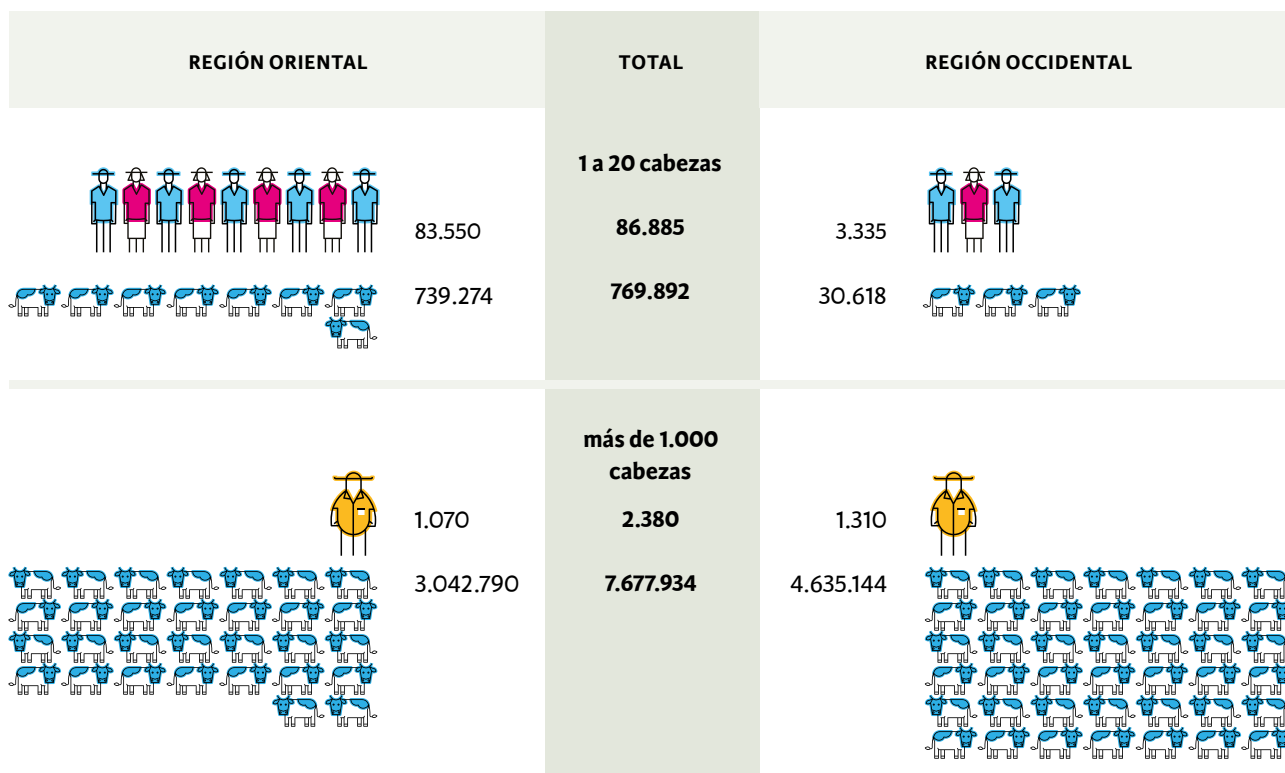 REGIÓN ORIENTAL TOTAL REGIÓN OCCIDENTAL
1 a 20 cabezas
83.550 86.885 3.335
739.274 769.892 30.618
más de 1.000
cabezas
1.070 2.380 1.310
3.042.790 7.677.934 4.635.144